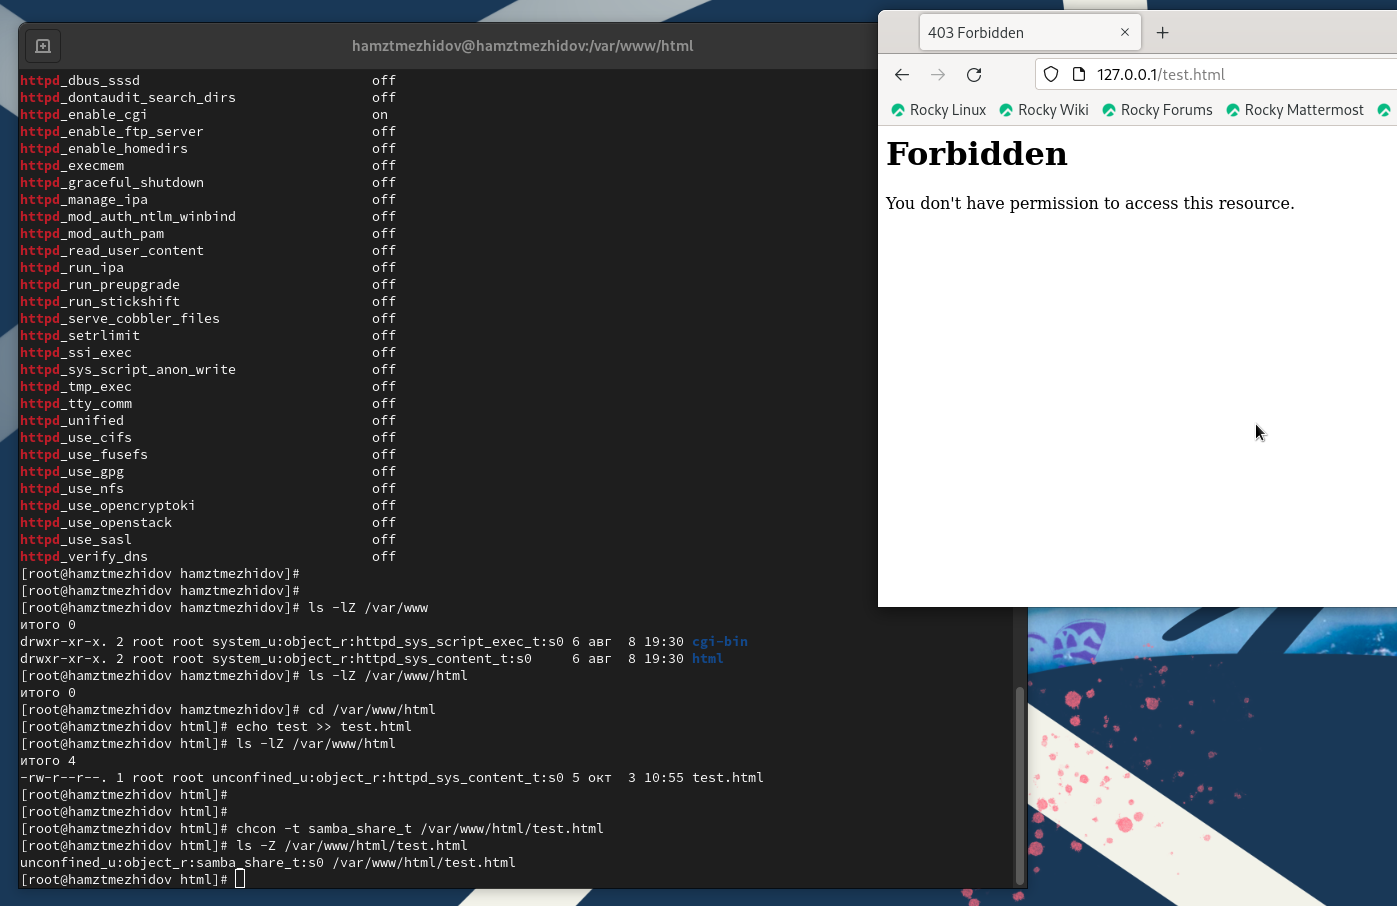 hamztmezhidov@hamztmezhidov:/var/www/html
httpd_dbus_sssd off
httpd_dontaudit_search_dirs off
httpd_enable_cgi on
httpd_enable_ftp_server off
httpd_enable_homedirs off
httpd_execmem off
httpd_graceful_shutdown off
httpd_manage_ipa off
httpd_mod_auth_ntlm_winbind off
httpd_mod_auth_pam off
httpd_read_user_content off
httpd_run_ipa off
httpd_run_preupgrade off
httpd_run_stickshift off
httpd_serve_cobbler_files off
httpd_setrlimit off
httpd_ssi_exec off
httpd_sys_script_anon_write off
httpd_tmp_exec off
httpd_tty_comm off
httpd_unified off
httpd_use_cifs off
httpd_use_fusefs off
httpd_use_gpg off
httpd_use_nfs off
httpd_use_opencryptoki off
httpd_use_openstack off
httpd_use_sasl off
httpd_verify_dns off
[root@hamztmezhidov hamztmezhidov]#
[root@hamztmezhidov hamztmezhidov]#
[root@hamztmezhidov hamztmezhidov]# ls -lZ /var/www
итого 0
drwxr-xr-x. 2 root root system_u:object_r:httpd_sys_script_exec_t:s0 6 авг  8 19:30 cgi-bin
drwxr-xr-x. 2 root root system_u:object_r:httpd_sys_content_t:s0     6 авг  8 19:30 html
[root@hamztmezhidov hamztmezhidov]# ls -lZ /var/www/html
итого 0
[root@hamztmezhidov hamztmezhidov]# cd /var/www/html
[root@hamztmezhidov html]# echo test >> test.html
[root@hamztmezhidov html]# ls -lZ /var/www/html
итого 4
-rw-r--r--. 1 root root unconfined_u:object_r:httpd_sys_content_t:s0 5 окт  3 10:55 test.html
[root@hamztmezhidov html]#
[root@hamztmezhidov html]#
[root@hamztmezhidov html]# chcon -t samba_share_t /var/www/html/test.html
[root@hamztmezhidov html]# ls -Z /var/www/html/test.html
unconfined_u:object_r:samba_share_t:s0 /var/www/html/test.html
[root@hamztmezhidov html]#
403 Forbidden
127.0.0.1/test.html
Rocky Linux Rocky Wiki Rocky Forums Rocky Mattermost
Forbidden
You don't have permission to access this resource.